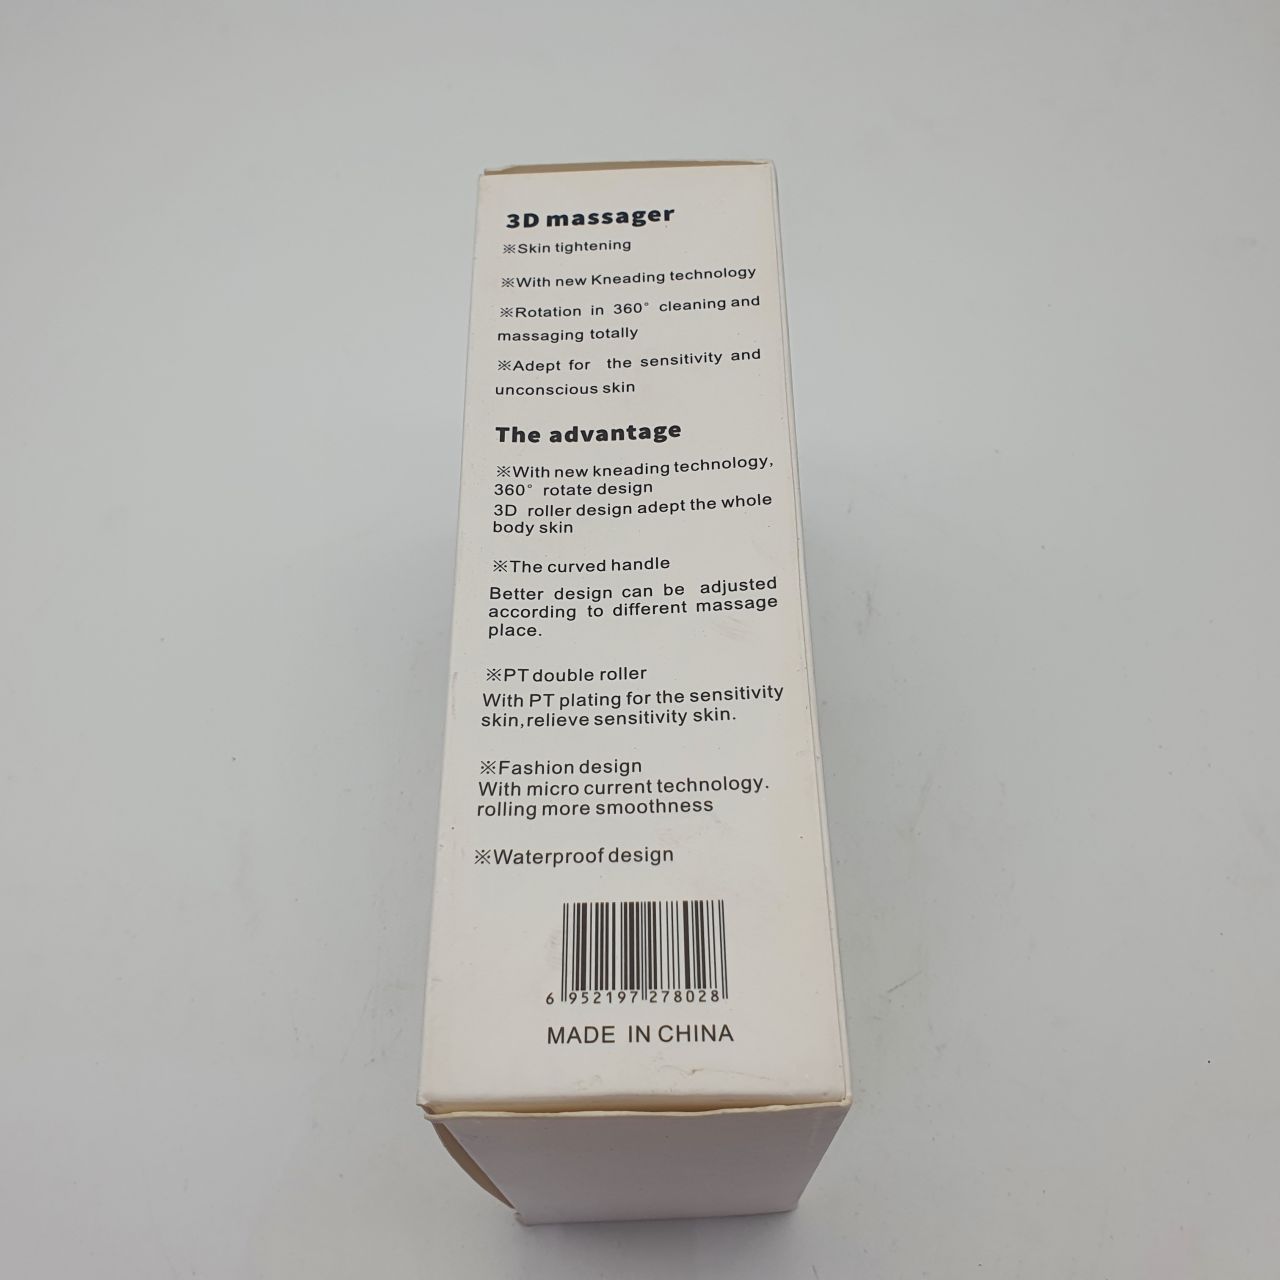 3D massager
※Skin tightening
※With new Kneading technology
※Rotation in 360° cleaning and
massaging totally
※Adept for the sensitivity and
unconscious skin
The advantage
※With new kneading technology,
360° rotate design
3D roller design adept the whole
body skin
※The curved handle
Better design can be adjusted
according to different massage
place.
※PT double roller
With PT plating for the sensitivity
skin,relieve sensitivity skin.
※Fashion design
With micro current technology.
rolling more smoothness
※Waterproof design
6 952197 278028
MADE IN CHINA